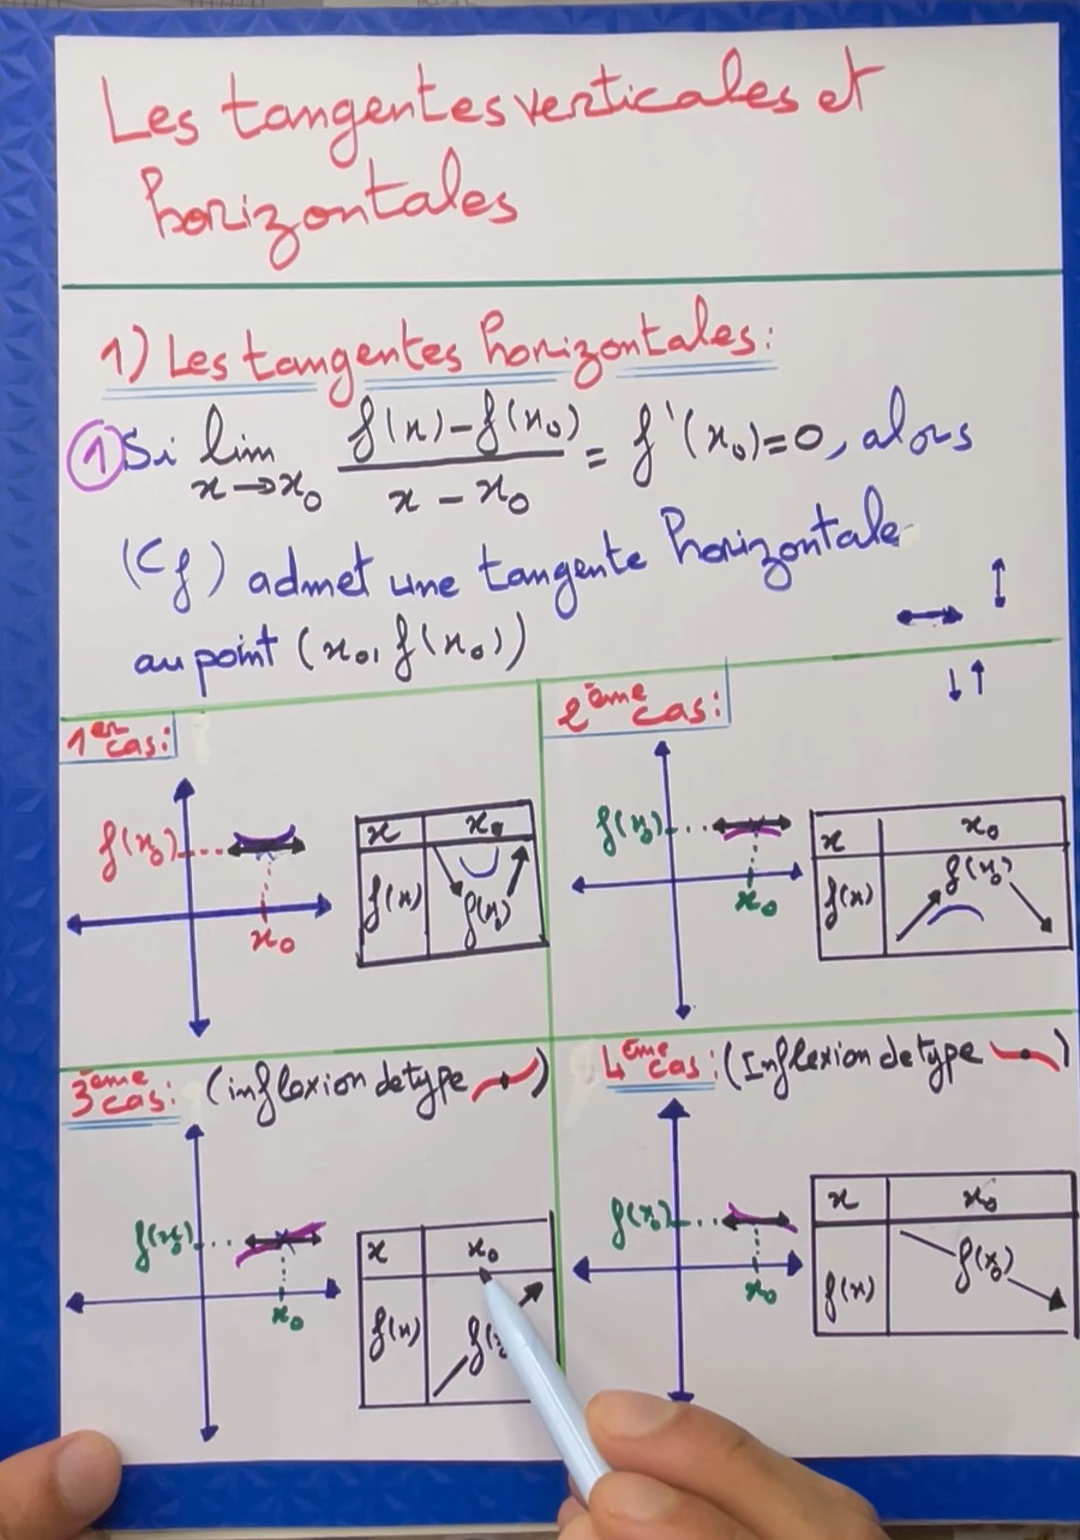 Les tangentes verticales et
horizontales
1) Les tangentes horizontales:
① Si lim x→x₀ (f(x)-f(x₀))/(x-x₀) = f'(x₀)=0, alors
(Cf) admet une tangente horizontale
au point (x₀, f(x₀))
1er cas:
f(x₀)
x₀
x x₀
f(x) f(x₀)
2ème cas:
f(x₀)
x₀
x x₀
f(x) f(x₀)
3ème cas: (inflexion de type )
f(x₀)
x₀
x x₀
f(x)
4ème cas: (Inflexion de type )
f(x₀)
x₀
x x₀
f(x) f(x₀)